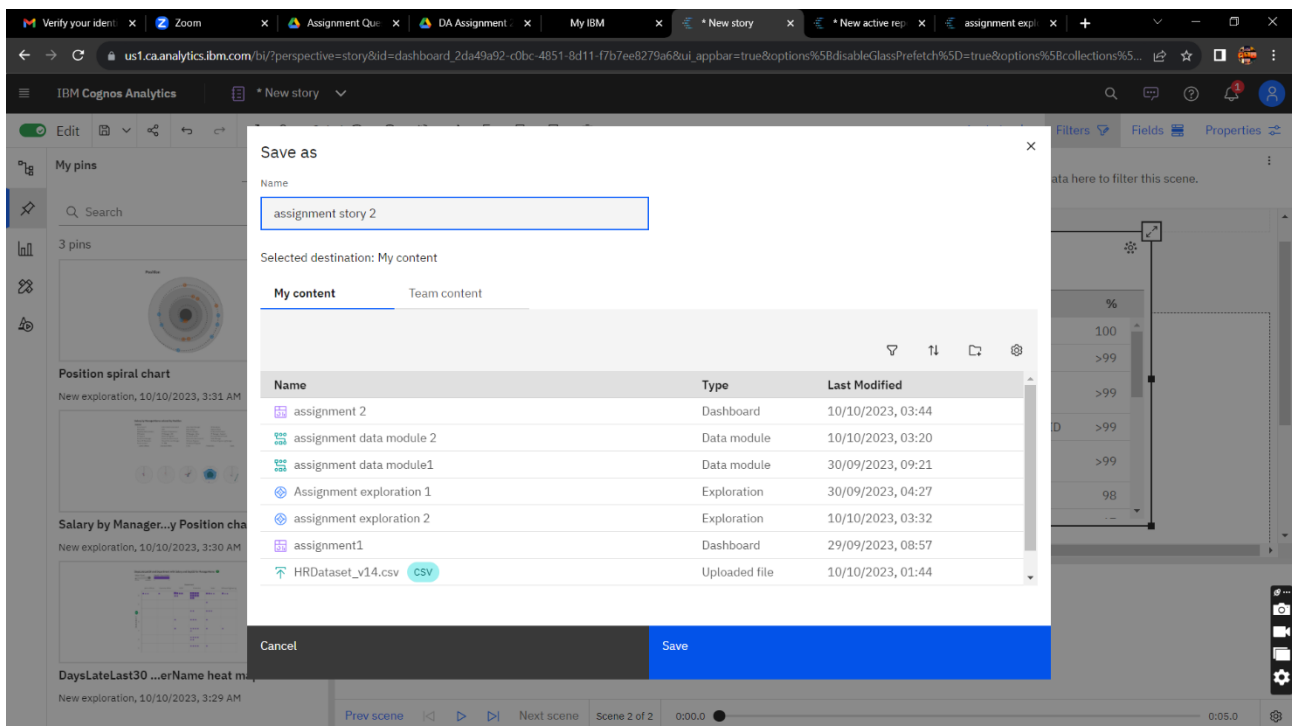 Verify your identi
Zoom
Assignment Que
DA Assignment 2
My IBM
* New story
* New active rep
assignment explo
us1.ca.analytics.ibm.com/bi/?perspective=story&id=dashboard_2da49a92-c0bc-4851-8d11-f7b7ee8279a6&ui_appbar=true&options%5BdisableGlassPrefetch%5D=true&options%5Bcollections%5...
IBM Cognos Analytics
* New story
1
Edit
Filters
Fields
Properties
My pins
Search
3 pins
Position spiral chart
New exploration, 10/10/2023, 3:31 AM
Salary by Manager...y Position cha
New exploration, 10/10/2023, 3:30 AM
DaysLateLast30 ...erName heat m
New exploration, 10/10/2023, 3:29 AM
Save as
Name
assignment story 2
Selected destination: My content
My content Team content
Name Type Last Modified
assignment 2 Dashboard 10/10/2023, 03:44
assignment data module 2 Data module 10/10/2023, 03:20
assignment data module1 Data module 30/09/2023, 09:21
Assignment exploration 1 Exploration 30/09/2023, 04:27
assignment exploration 2 Exploration 10/10/2023, 03:32
assignment1 Dashboard 29/09/2023, 08:57
HRDataset_v14.csv CSV Uploaded file 10/10/2023, 01:44
Cancel
Save
ata here to filter this scene.
%
100
>99
>99
ID >99
>99
98
Prev scene Next scene Scene 2 of 2 0:00.0 0:05.0